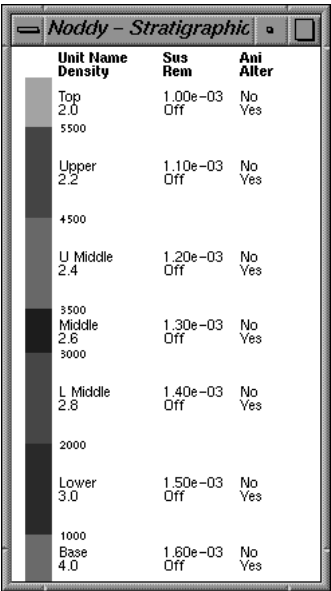 Noddy - Stratigraphic
Unit Name Sus Ani
Density Rem Alter
Top 1.00e-03 No
2.0 Off Yes
5500
Upper 1.10e-03 No
2.2 Off Yes
4500
U Middle 1.20e-03 No
2.4 Off Yes
3500
Middle 1.30e-03 No
2.6 Off Yes
3000
L Middle 1.40e-03 No
2.8 Off Yes
2000
Lower 1.50e-03 No
3.0 Off Yes
1000
Base 1.60e-03 No
4.0 Off Yes